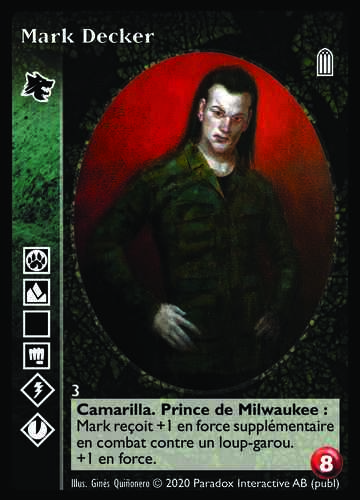 Mark Decker
3
Camarilla. Prince de Milwaukee :
Mark reçoit +1 en force supplémentaire
en combat contre un loup-garou.
+1 en force.
8
Illus. Ginés Quiñonero © 2020 Paradox Interactive AB (publ)